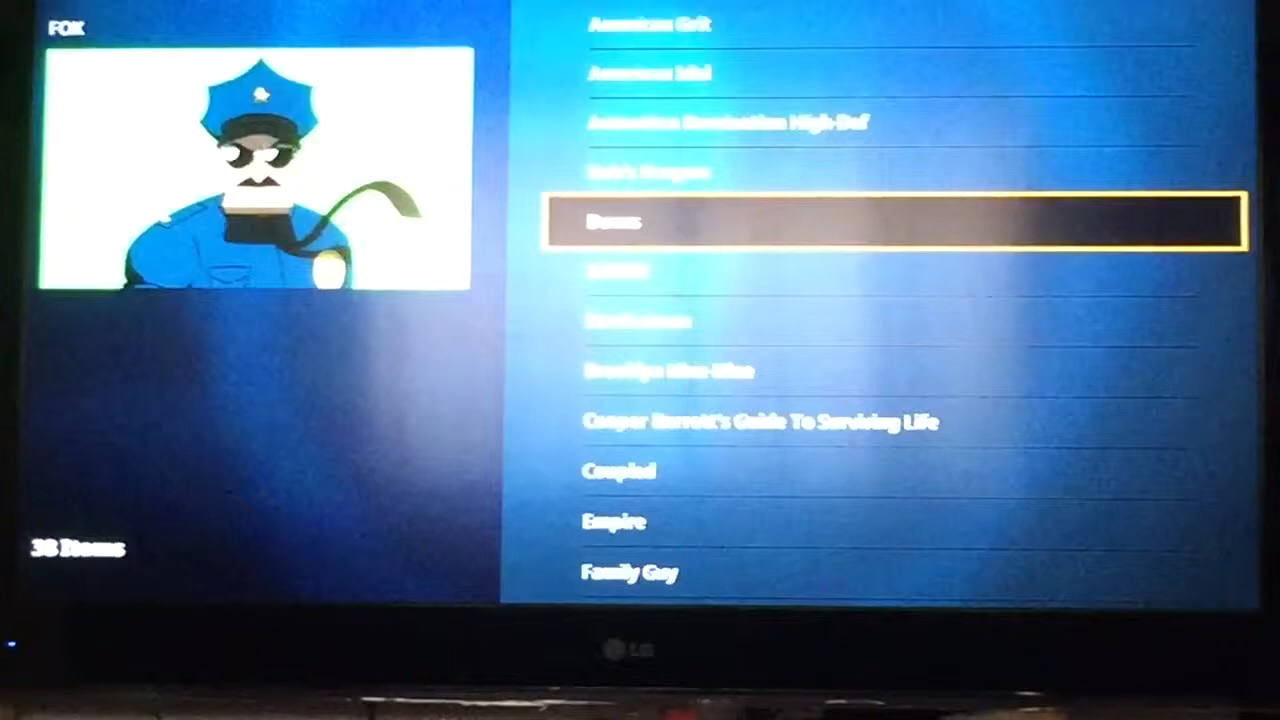 FOX
American Grit
American Idol
Animation Domination High-Def
Bob's Burgers
Bones
Brooklyn Nine-Nine
Cooper Barrett's Guide To Surviving Life
Coupled
Empire
Family Guy
38 Items
LG